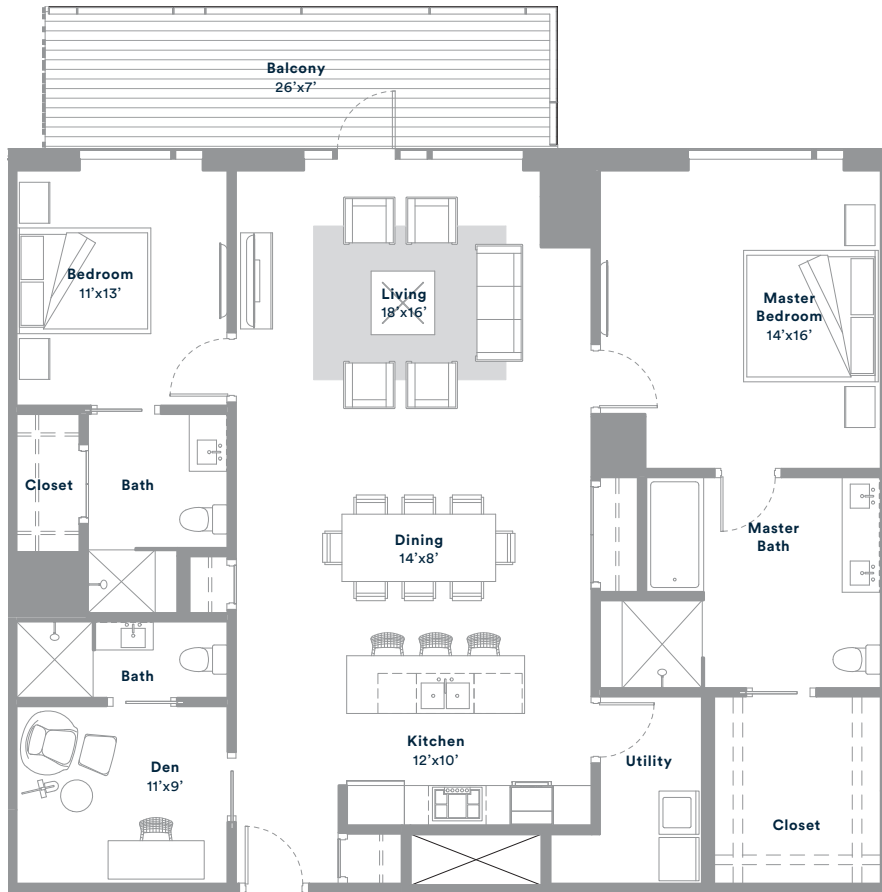 Balcony
26’x7’
Bedroom
11’x13’
Living
18’x16’
Master
Bedroom
14’x16’
Closet
Bath
Dining
14’x8’
Master
Bath
Bath
Kitchen
12’x10’
Den
11’x9’
Utility
Closet